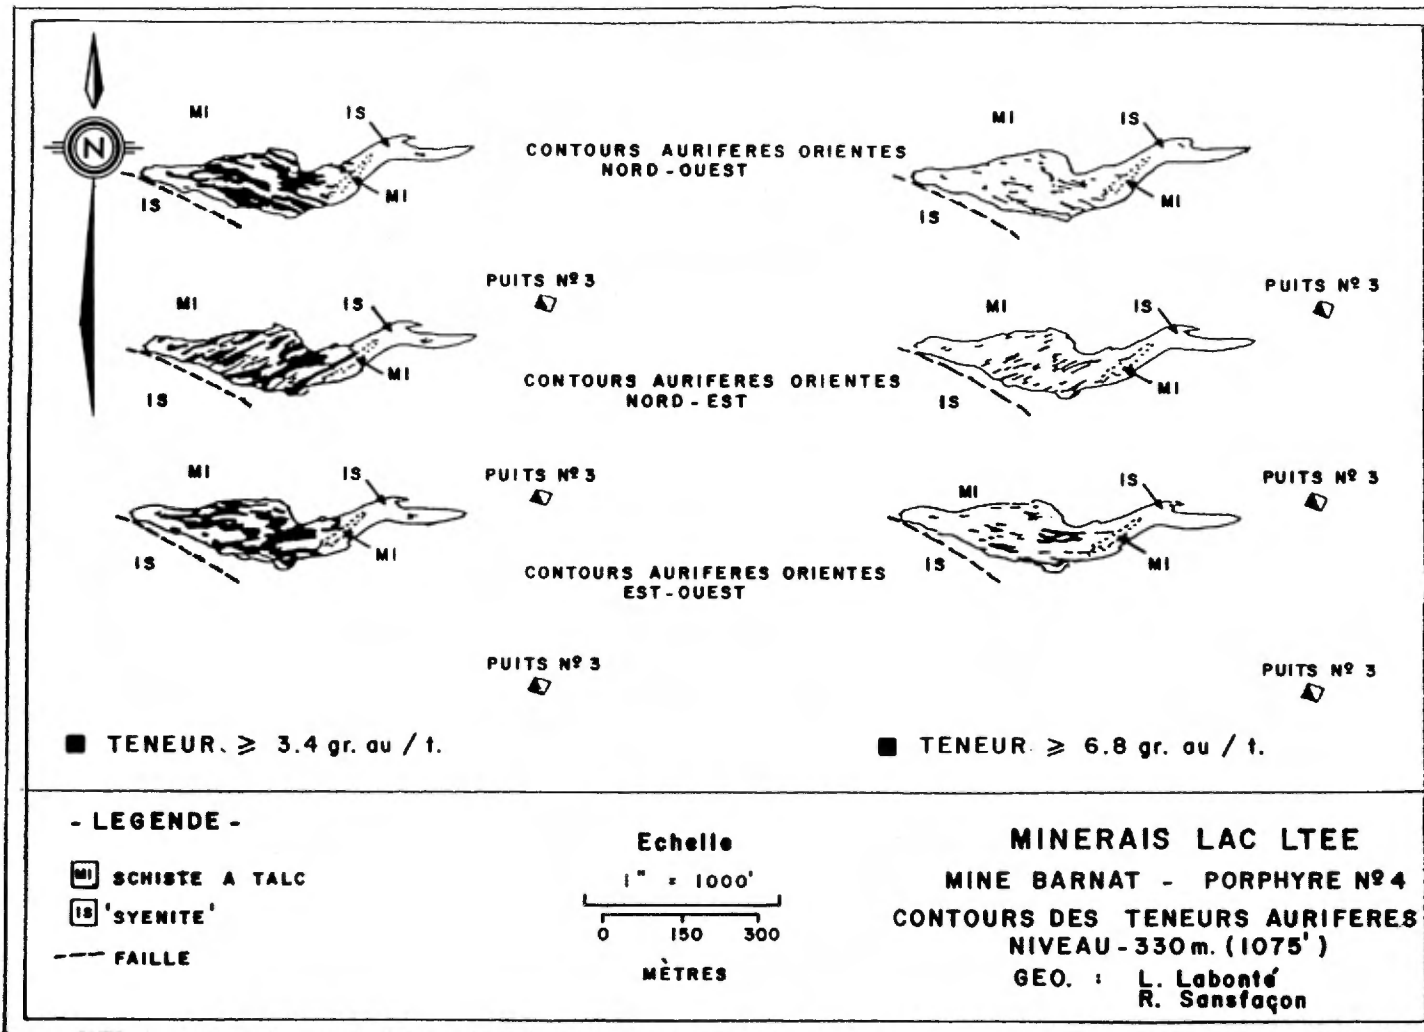 N
MI
IS
IS
MI
CONTOURS AURIFERES ORIENTES
NORD-OUEST
MI
IS
IS
MI
PUITS Nº 3
PUITS Nº 3
MI
IS
IS
MI
CONTOURS AURIFERES ORIENTES
NORD-EST
MI
IS
IS
MI
PUITS Nº 3
PUITS Nº 3
MI
IS
IS
MI
CONTOURS AURIFERES ORIENTES
EST-OUEST
MI
IS
IS
MI
PUITS Nº 3
PUITS Nº 3
TENEUR. ≥ 3.4 gr. au / t.
TENEUR ≥ 6.8 gr. au / t.
- LEGENDE -
MI SCHISTE A TALC
IS 'SYENITE'
--- FAILLE
Echelle
1" = 1000'
0 150 300
MÈTRES
MINERAIS LAC LTEE
MINE BARNAT - PORPHYRE Nº 4
CONTOURS DES TENEURS AURIFERES
NIVEAU-330m. (1075')
GEO. : L. Labonté
R. Sansfaçon